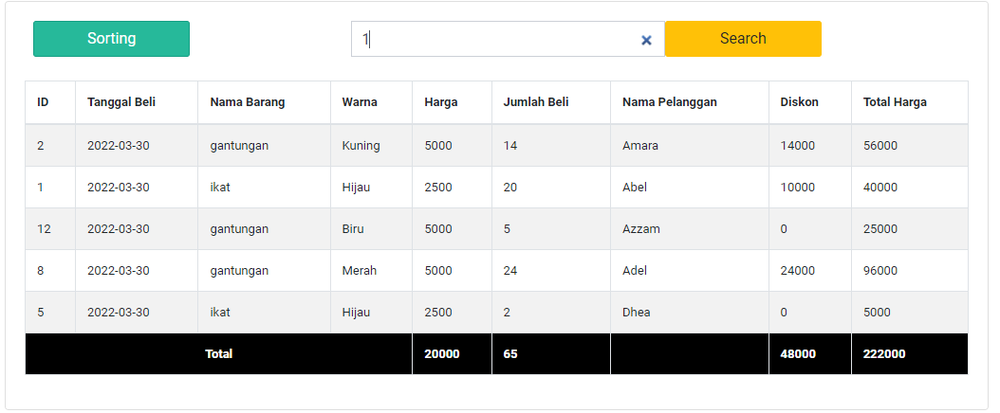 Sorting 1 Search
ID Tanggal Beli Nama Barang Warna Harga Jumlah Beli Nama Pelanggan Diskon Total Harga
2 2022-03-30 gantungan Kuning 5000 14 Amara 14000 56000
1 2022-03-30 ikat Hijau 2500 20 Abel 10000 40000
12 2022-03-30 gantungan Biru 5000 5 Azzam 0 25000
8 2022-03-30 gantungan Merah 5000 24 Adel 24000 96000
5 2022-03-30 ikat Hijau 2500 2 Dhea 0 5000
Total 20000 65 48000 222000